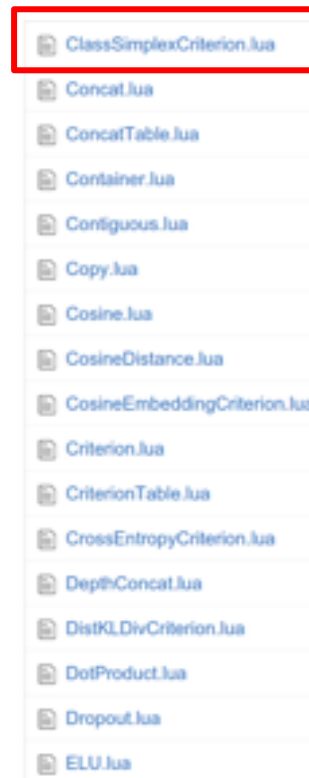 ClassSimplexCriterion.lua
Concat.lua
ConcatTable.lua
Container.lua
Contiguous.lua
Copy.lua
Cosine.lua
CosineDistance.lua
CosineEmbeddingCriterion.lua
Criterion.lua
CriterionTable.lua
CrossEntropyCriterion.lua
DepthConcat.lua
DistKLDivCriterion.lua
DotProduct.lua
Dropout.lua
ELU.lua